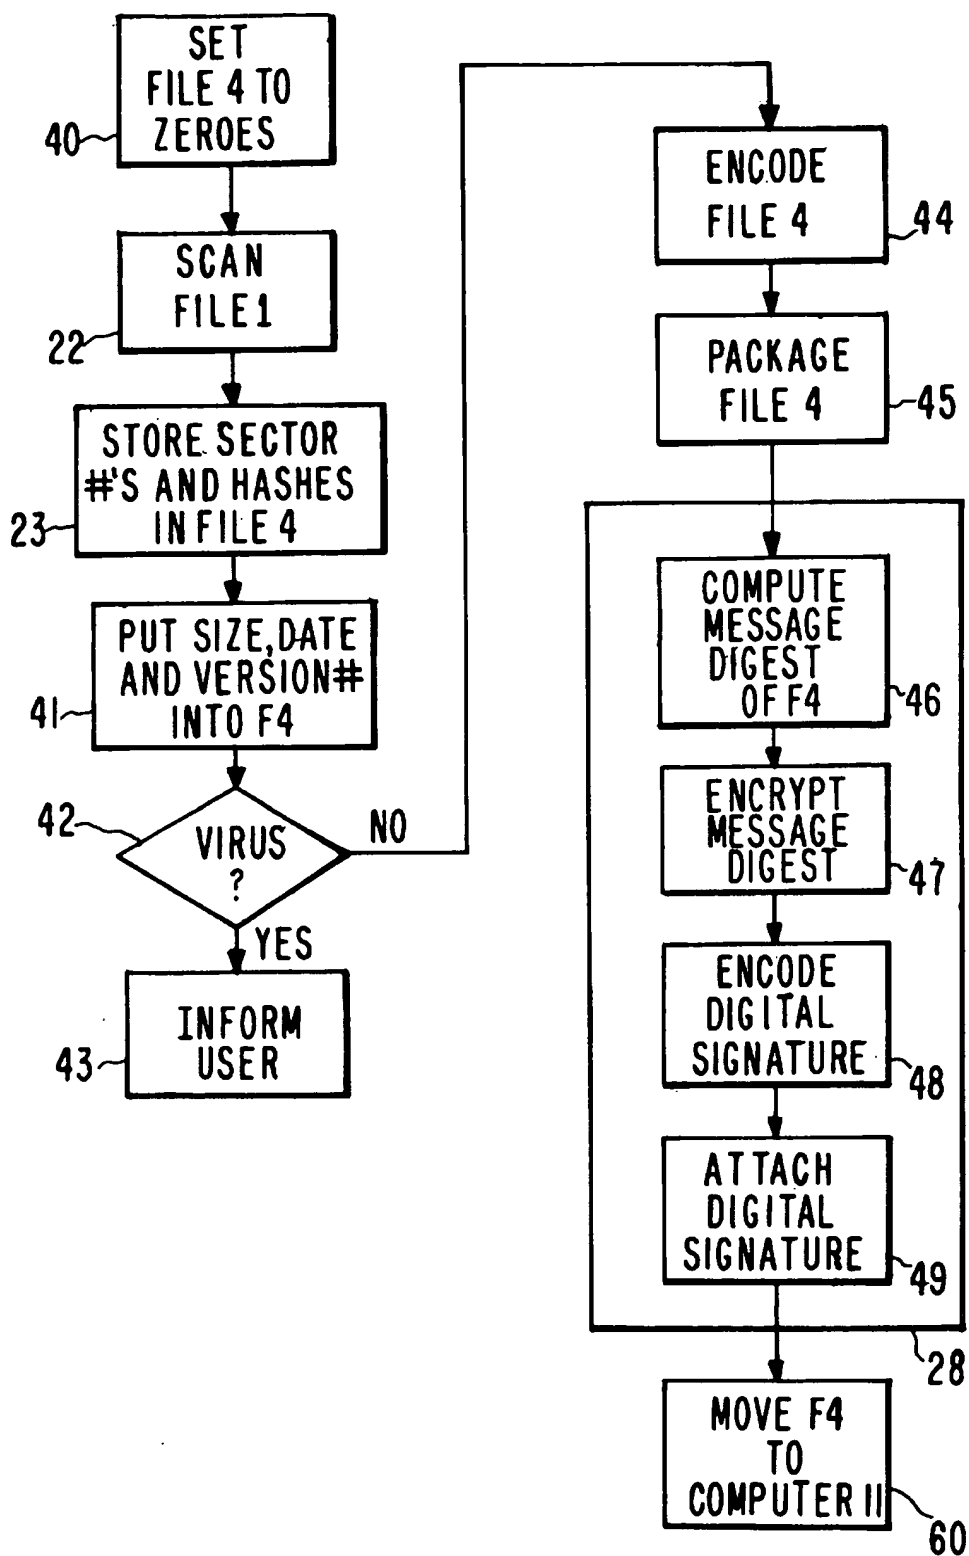 SET
FILE 4 TO
ZEROES
40
SCAN
FILE 1
22
STORE SECTOR
#'S AND HASHES
IN FILE 4
23
PUT SIZE, DATE
AND VERSION#
INTO F4
41
42
VIRUS
?
NO
YES
INFORM
USER
43
ENCODE
FILE 4
44
PACKAGE
FILE 4
45
COMPUTE
MESSAGE
DIGEST
OF F4
46
ENCRYPT
MESSAGE
DIGEST
47
ENCODE
DIGITAL
SIGNATURE
48
ATTACH
DIGITAL
SIGNATURE
49
28
MOVE F4
TO
COMPUTER 11
60